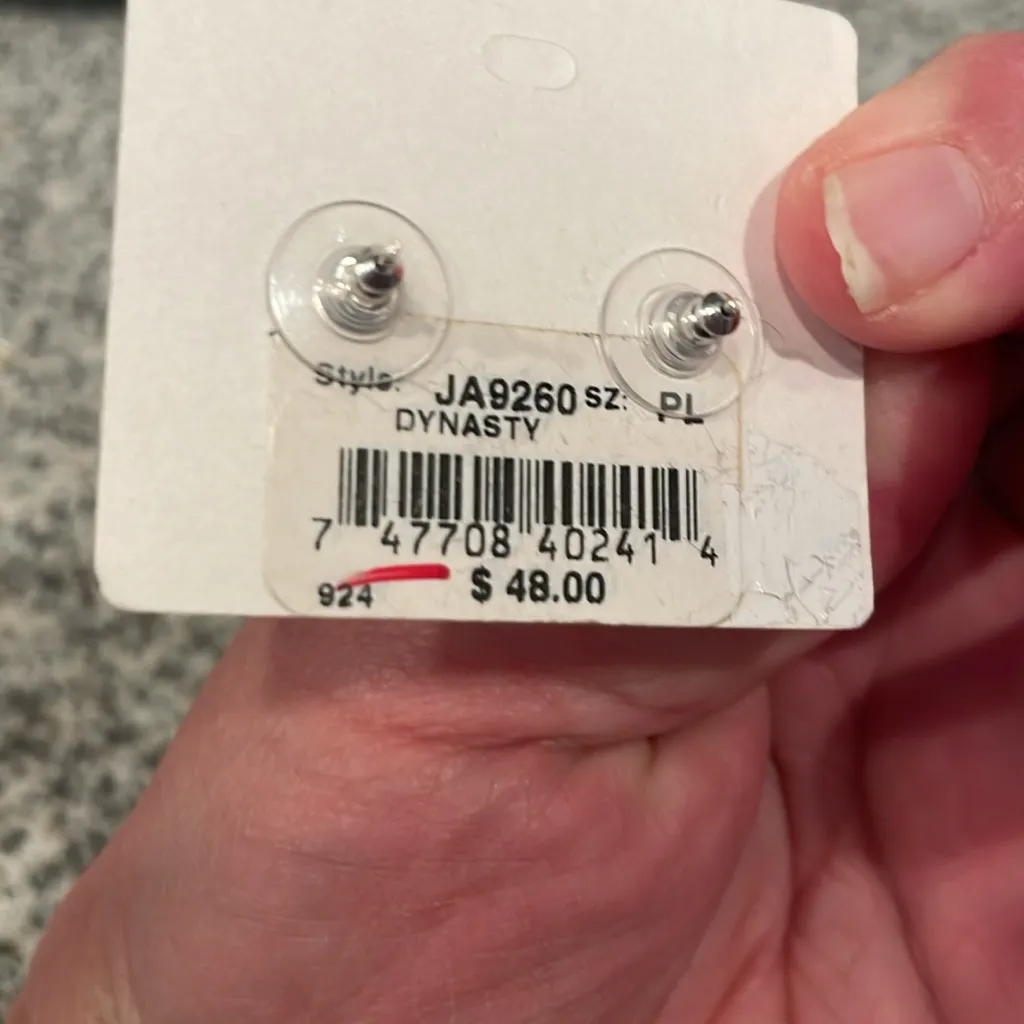 Style: JA9260 SZ: PL
DYNASTY
7 47708 40241 4
924 $ 48.00